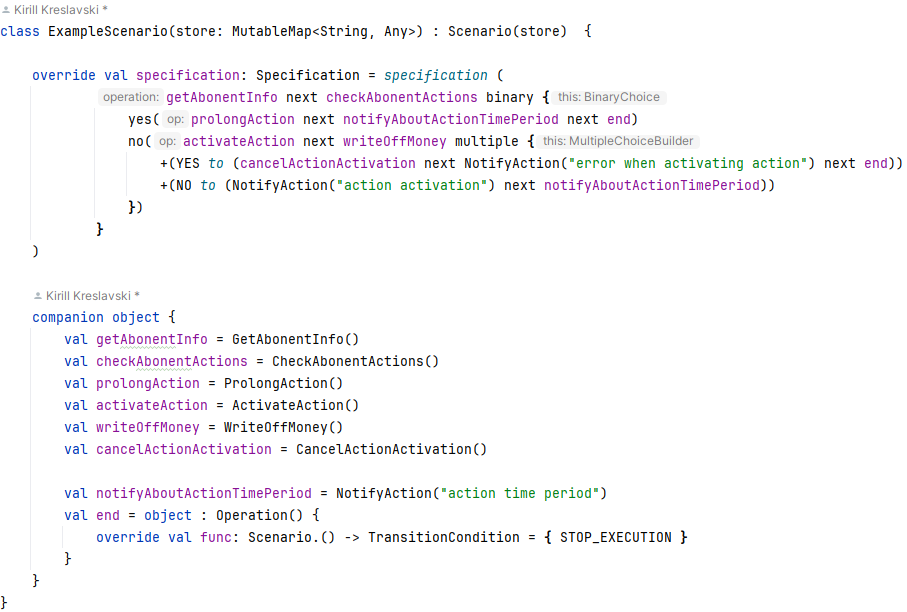 Kirill Kreslavski *
class ExampleScenario(store: MutableMap<String, Any>) : Scenario(store)  {
override val specification: Specification = specification (
operation: getAbonentInfo next checkAbonentActions binary { this: BinaryChoice
yes( op: prolongAction next notifyAboutActionTimePeriod next end)
no( op: activateAction next writeOffMoney multiple { this: MultipleChoiceBuilder
+(YES to (cancelActionActivation next NotifyAction("error when activating action") next end))
+(NO to (NotifyAction("action activation") next notifyAboutActionTimePeriod))
})
}
)
Kirill Kreslavski *
companion object {
val getAbonentInfo = GetAbonentInfo()
val checkAbonentActions = CheckAbonentActions()
val prolongAction = ProlongAction()
val activateAction = ActivateAction()
val writeOffMoney = WriteOffMoney()
val cancelActionActivation = CancelActionActivation()
val notifyAboutActionTimePeriod = NotifyAction("action time period")
val end = object : Operation() {
override val func: Scenario.() -> TransitionCondition = { STOP_EXECUTION }
}
}
}